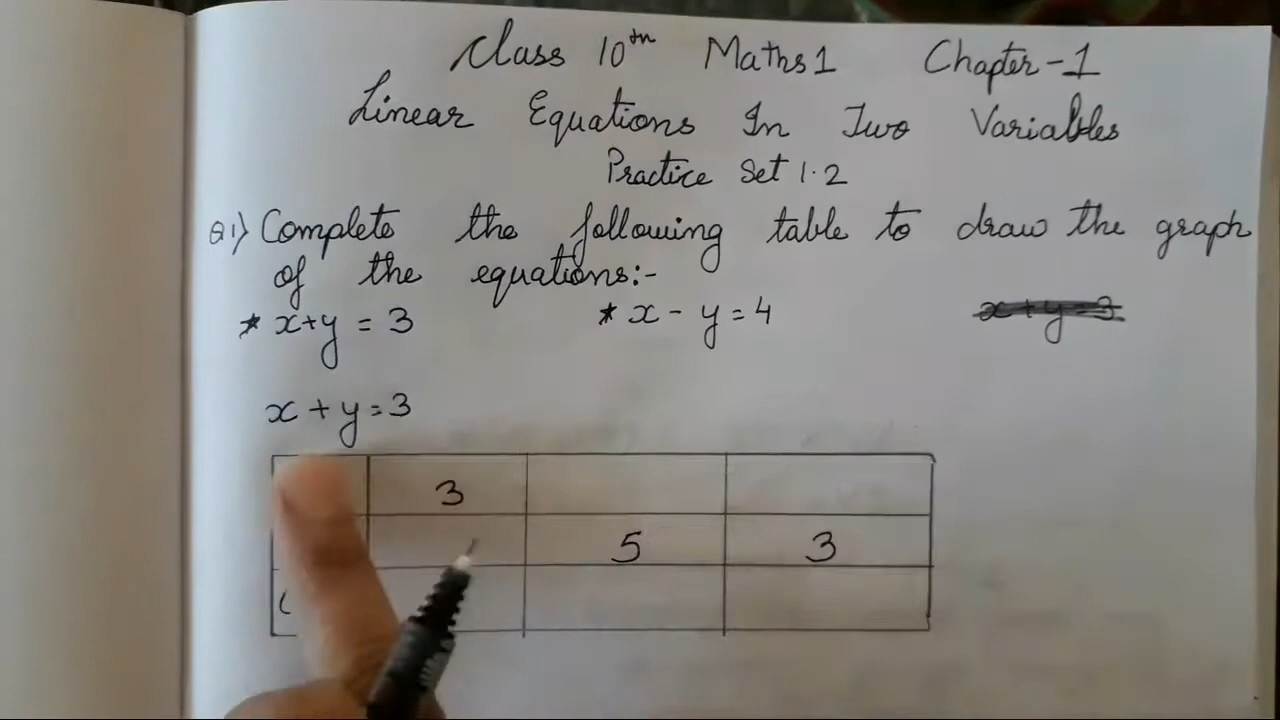 Class 10th Maths 1 Chapter-1
Linear Equations In Two Variables
Practice Set 1.2
Q1) Complete the following table to draw the graph
of the equations:-
* x+y = 3 * x - y = 4 x + y = 3
x + y = 3
3
5 3
(